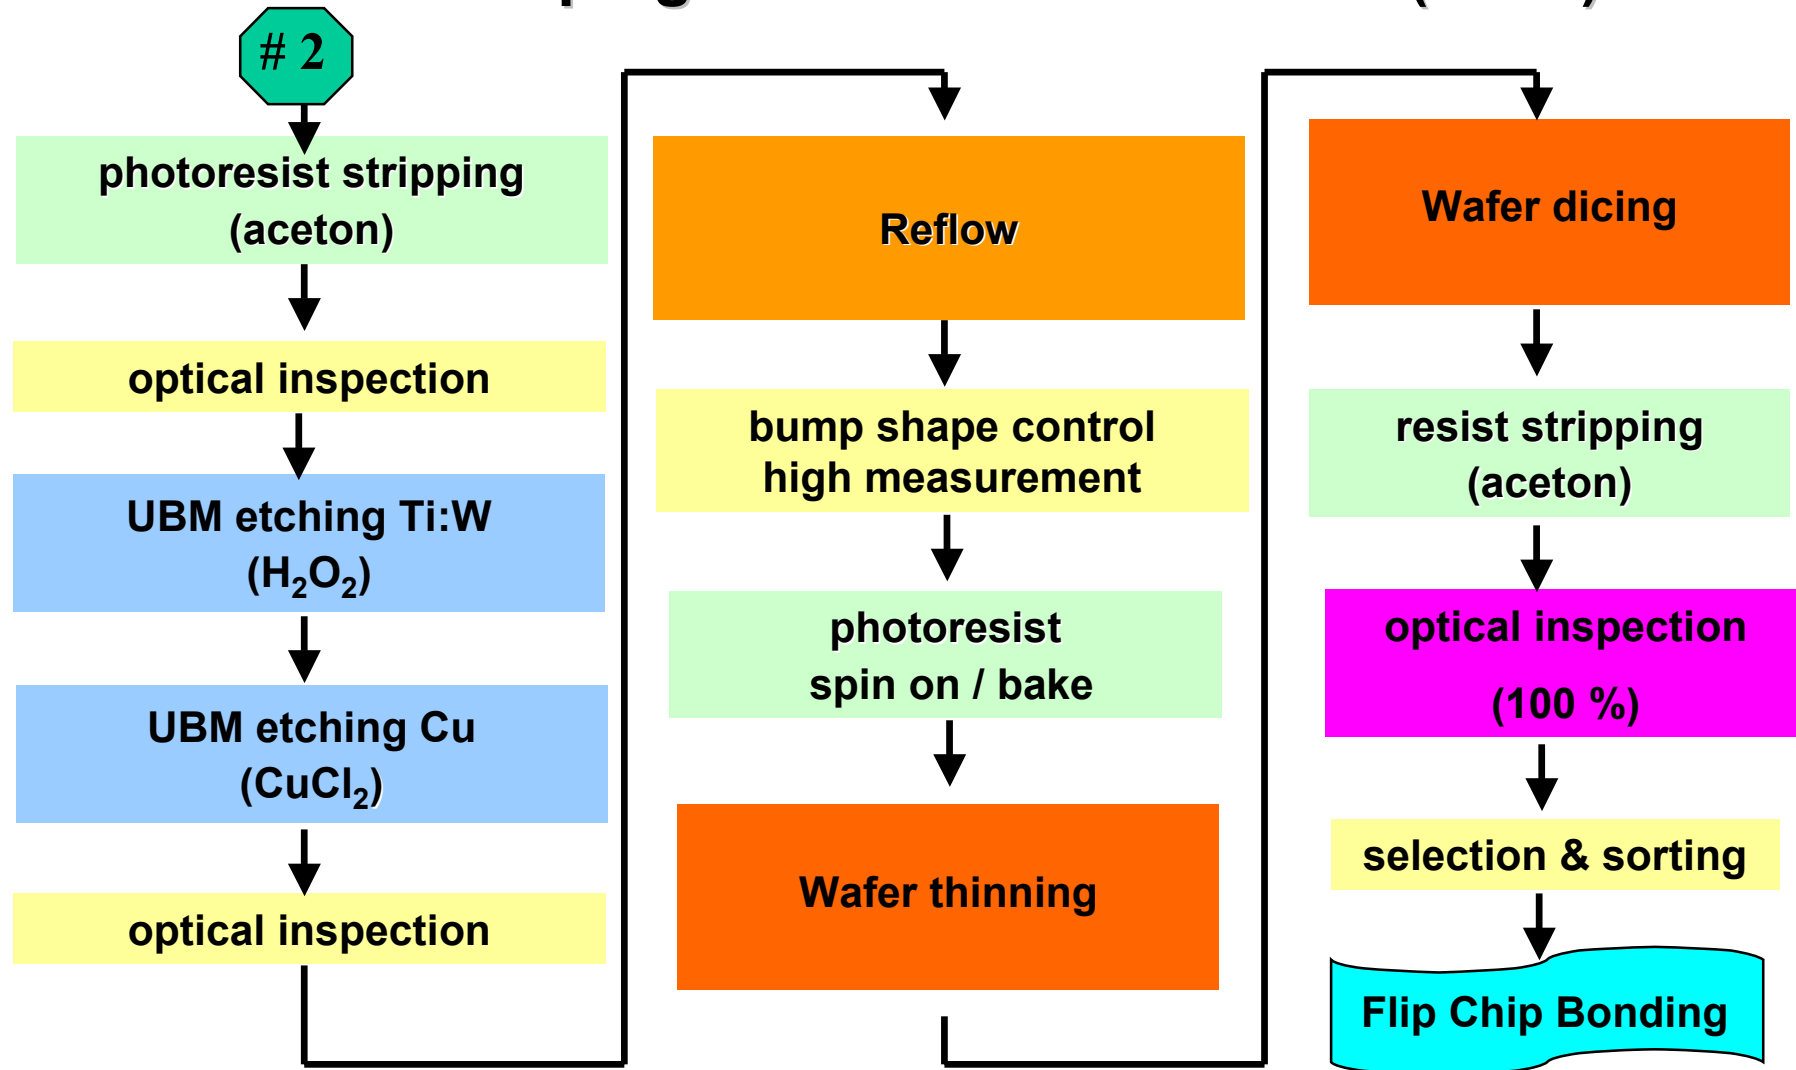 # 2
photoresist stripping
(aceton)
optical inspection
UBM etching Ti:W
(H₂O₂)
UBM etching Cu
(CuCl₂)
optical inspection
Reflow
bump shape control
high measurement
photoresist
spin on / bake
Wafer thinning
Wafer dicing
resist stripping
(aceton)
optical inspection
(100 %)
selection & sorting
Flip Chip Bonding